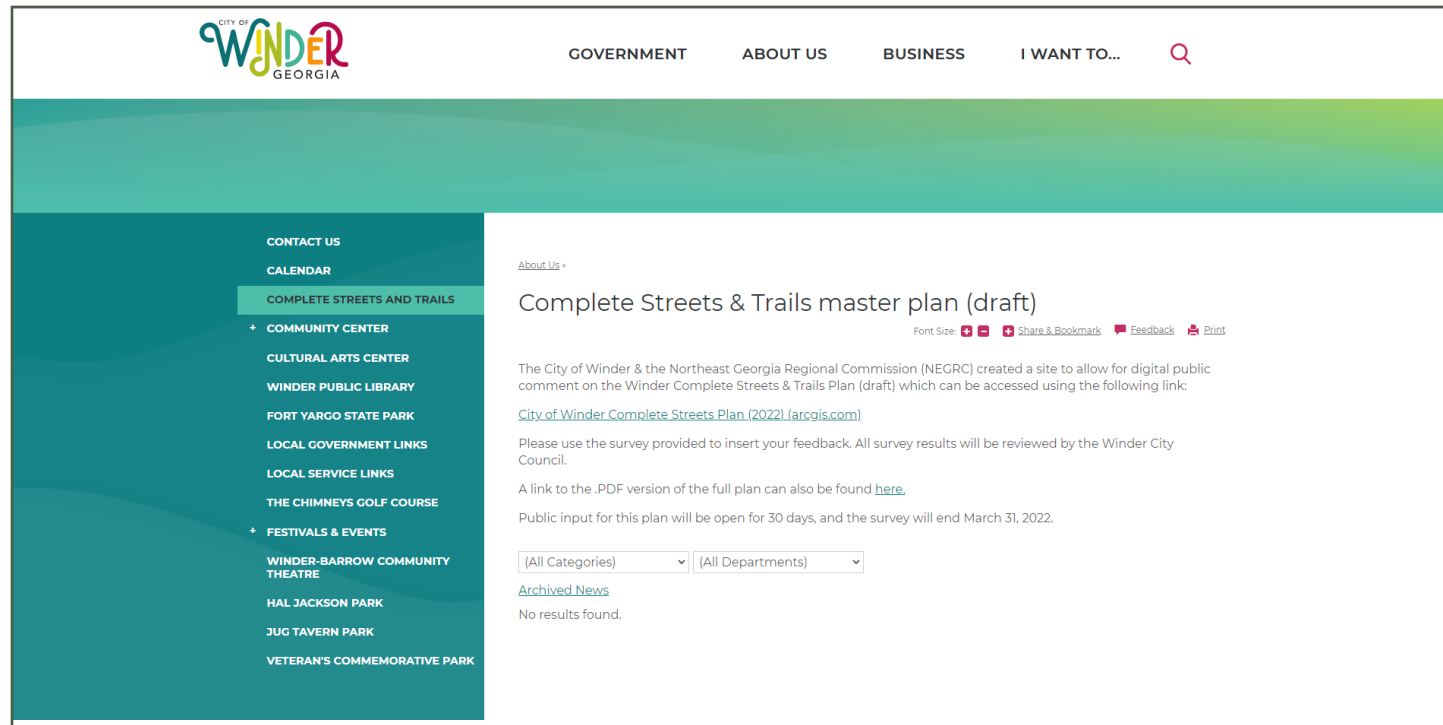 CITY OF
WINDER
GEORGIA
GOVERNMENT ABOUT US BUSINESS I WANT TO...
CONTACT US
CALENDAR
COMPLETE STREETS AND TRAILS
+ COMMUNITY CENTER
CULTURAL ARTS CENTER
WINDER PUBLIC LIBRARY
FORT YARGO STATE PARK
LOCAL GOVERNMENT LINKS
LOCAL SERVICE LINKS
THE CHIMNEYS GOLF COURSE
+ FESTIVALS & EVENTS
WINDER-BARROW COMMUNITY
THEATRE
HAL JACKSON PARK
JUG TAVERN PARK
VETERAN'S COMMEMORATIVE PARK
About Us »
Complete Streets & Trails master plan (draft)
Font Size: + - + Share & Bookmark Feedback Print
The City of Winder & the Northeast Georgia Regional Commission (NEGRC) created a site to allow for digital public
comment on the Winder Complete Streets & Trails Plan (draft) which can be accessed using the following link:
City of Winder Complete Streets Plan (2022) (arcgis.com)
Please use the survey provided to insert your feedback. All survey results will be reviewed by the Winder City
Council.
A link to the .PDF version of the full plan can also be found here.
Public input for this plan will be open for 30 days, and the survey will end March 31, 2022.
(All Categories) (All Departments)
Archived News
No results found.